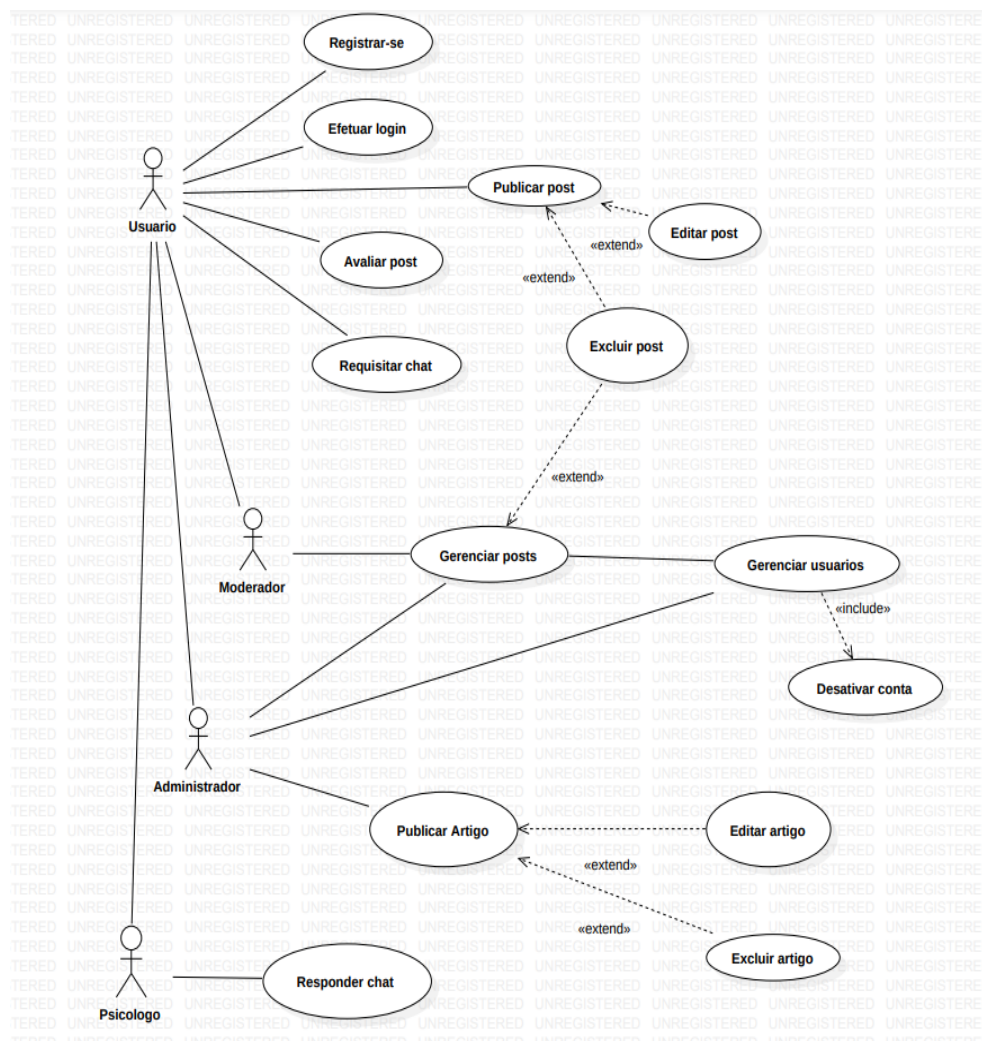 Registrar-se
Efetuar login
Publicar post
Usuario
Editar post
«extend»
Avaliar post
«extend»
Excluir post
Requisitar chat
«extend»
Gerenciar posts
Gerenciar usuarios
Moderador
«include»
Desativar conta
Administrador
Publicar Artigo
Editar artigo
«extend»
«extend»
Excluir artigo
Responder chat
Psicologo
UNREGISTERED